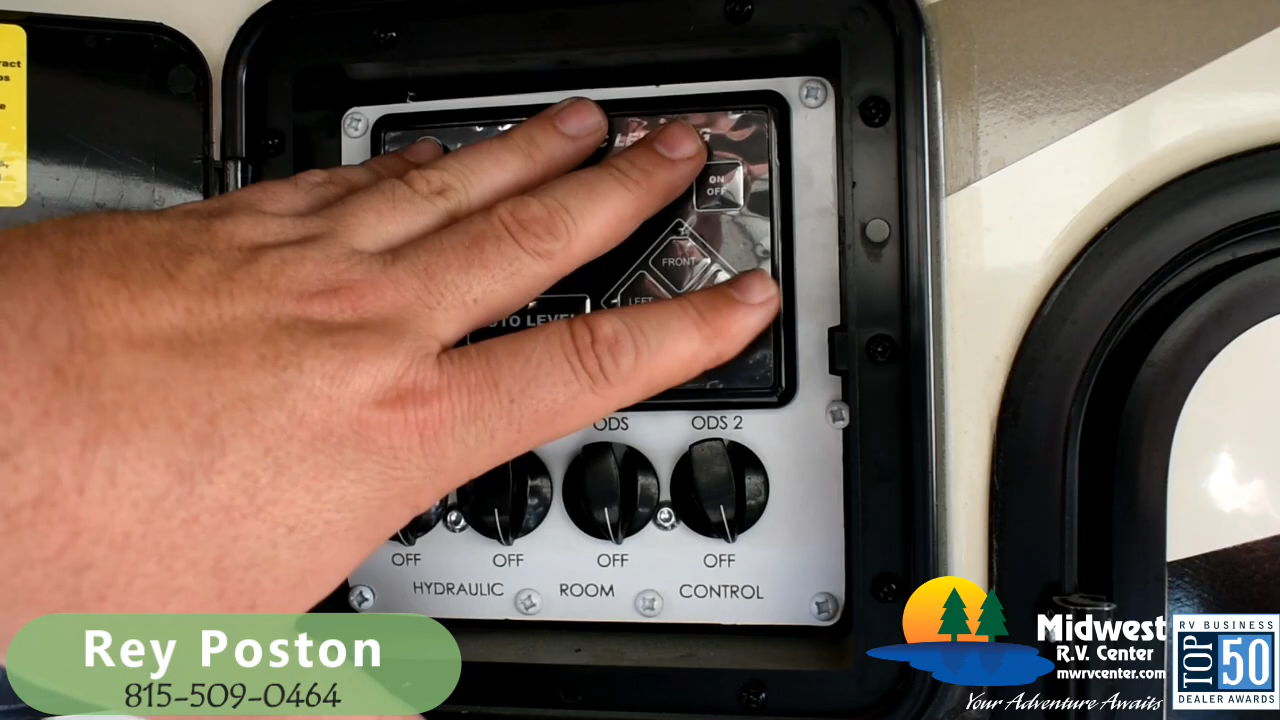 ract
ON
OFF
FRONT
LEFT
AUTO LEVEL
ODS
ODS 2
OFF
OFF
OFF
OFF
HYDRAULIC ROOM CONTROL
Rey Poston
815-509-0464
Midwest
R.V. Center
mwrvcenter.com
Your Adventure Awaits
RV BUSINESS
TOP 50
DEALER AWARDS